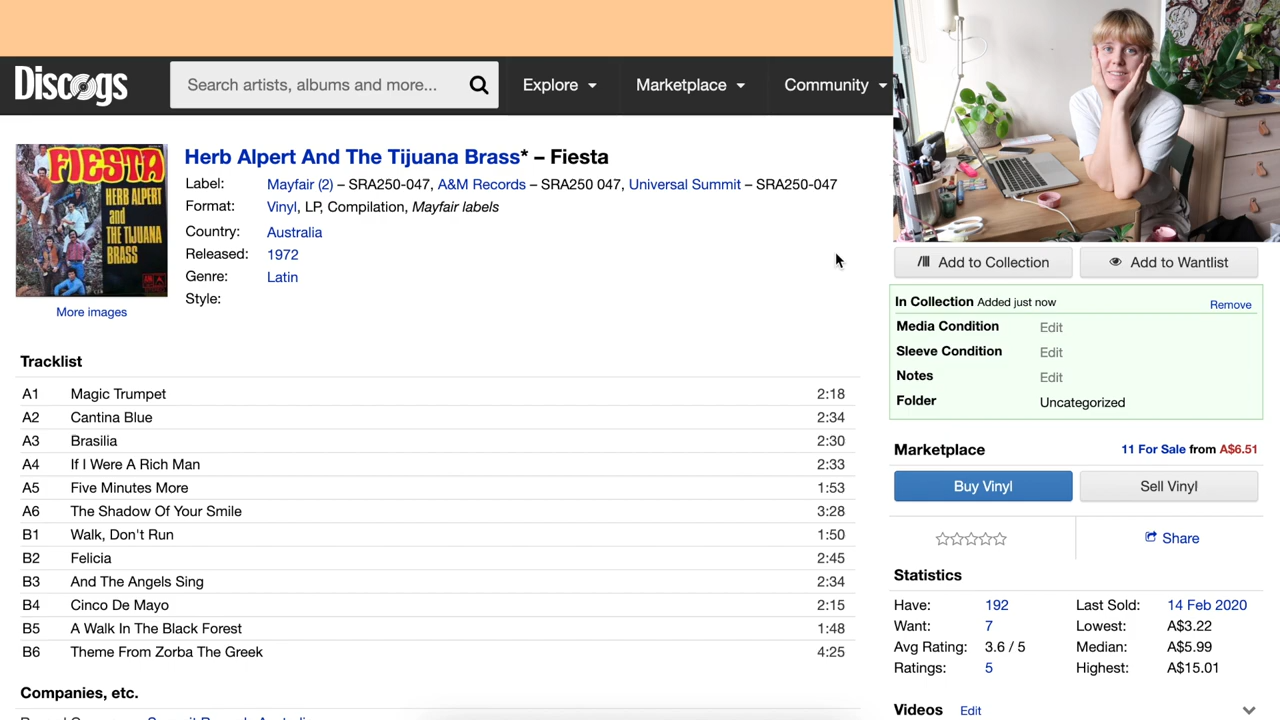 Discogs
Search artists, albums and more...
Explore
Marketplace
Community
FIESTA
HERB ALPERT
and
THE TIJUANA
BRASS
More images
Herb Alpert And The Tijuana Brass* – Fiesta
Label: Mayfair (2) – SRA250-047, A&M Records – SRA250 047, Universal Summit – SRA250-047
Format: Vinyl, LP, Compilation, Mayfair labels
Country: Australia
Released: 1972
Genre: Latin
Style:
Tracklist
A1 Magic Trumpet 2:18
A2 Cantina Blue 2:34
A3 Brasilia 2:30
A4 If I Were A Rich Man 2:33
A5 Five Minutes More 1:53
A6 The Shadow Of Your Smile 3:28
B1 Walk, Don't Run 1:50
B2 Felicia 2:45
B3 And The Angels Sing 2:34
B4 Cinco De Mayo 2:15
B5 A Walk In The Black Forest 1:48
B6 Theme From Zorba The Greek 4:25
Companies, etc.
Add to Collection
Add to Wantlist
In Collection Added just now
Remove
Media Condition Edit
Sleeve Condition Edit
Notes Edit
Folder Uncategorized
Marketplace 11 For Sale from A$6.51
Buy Vinyl
Sell Vinyl
Share
Statistics
Have: 192 Last Sold: 14 Feb 2020
Want: 7 Lowest: A$3.22
Avg Rating: 3.6 / 5 Median: A$5.99
Ratings: 5 Highest: A$15.01
Videos Edit